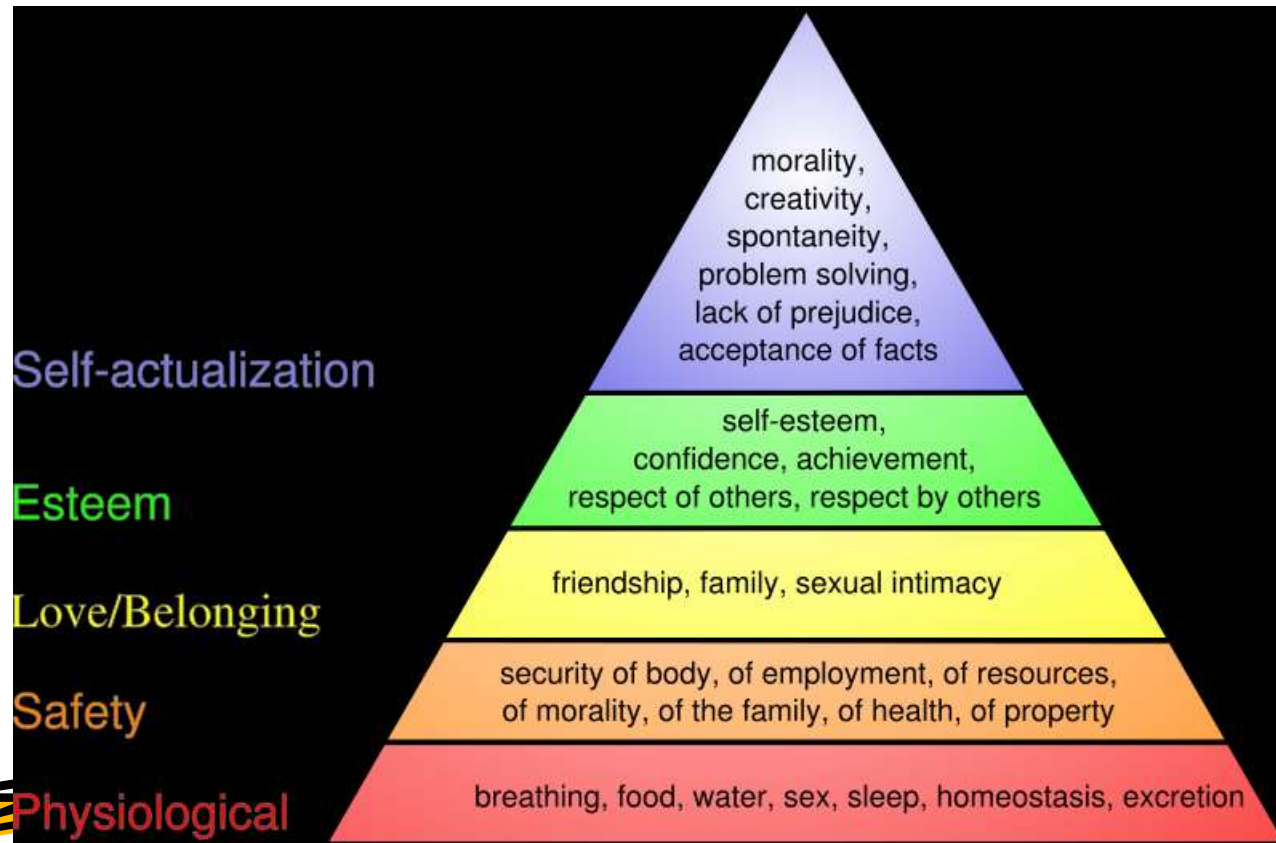 morality,
creativity,
spontaneity,
problem solving,
lack of prejudice,
acceptance of facts
Self-actualization
self-esteem,
confidence, achievement,
respect of others, respect by others
Esteem
friendship, family, sexual intimacy
Love/Belonging
security of body, of employment, of resources,
of morality, of the family, of health, of property
Safety
breathing, food, water, sex, sleep, homeostasis, excretion
Physiological